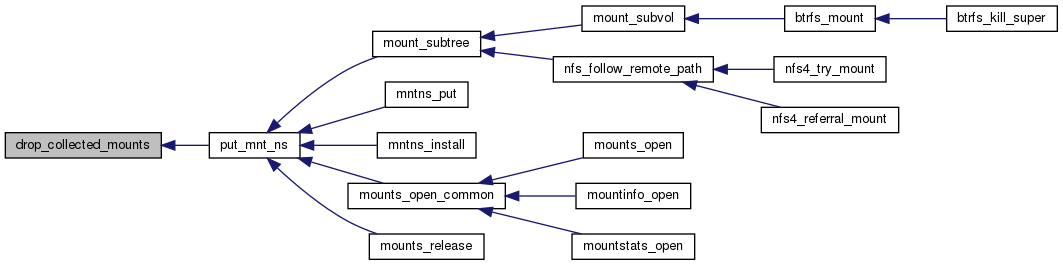 mount_subvol
btrfs_mount
btrfs_kill_super
mount_subtree
nfs_follow_remote_path
nfs4_try_mount
mntns_put
nfs4_referral_mount
drop_collected_mounts
put_mnt_ns
mntns_install
mounts_open
mounts_open_common
mountinfo_open
mounts_release
mountstats_open